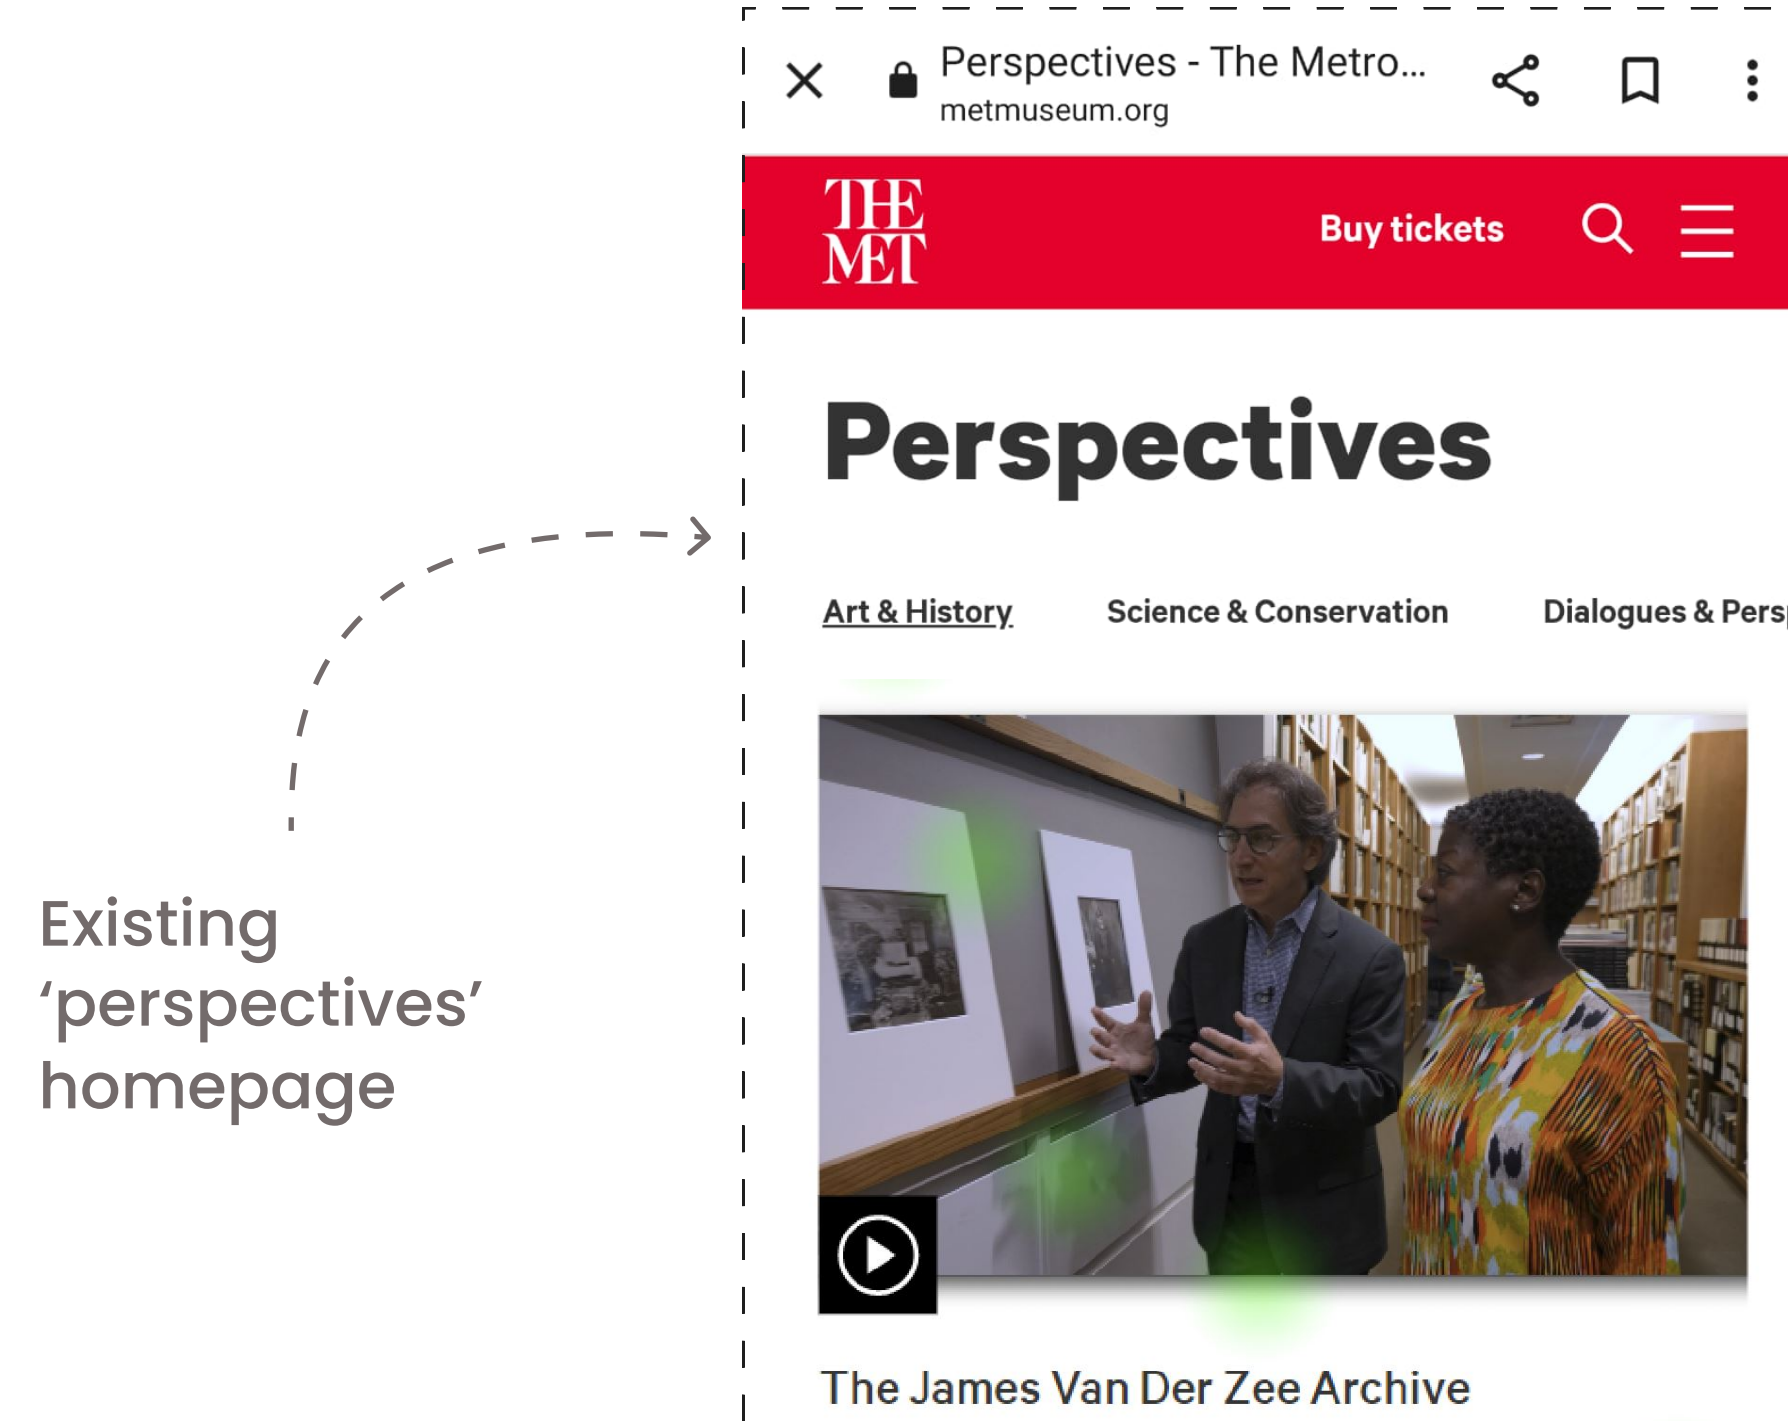 Perspectives - The Metro...
metmuseum.org
THE
MET
Buy tickets
Perspectives
Art & History Science & Conservation Dialogues & Pers
Existing
‘perspectives’
homepage
The James Van Der Zee Archive